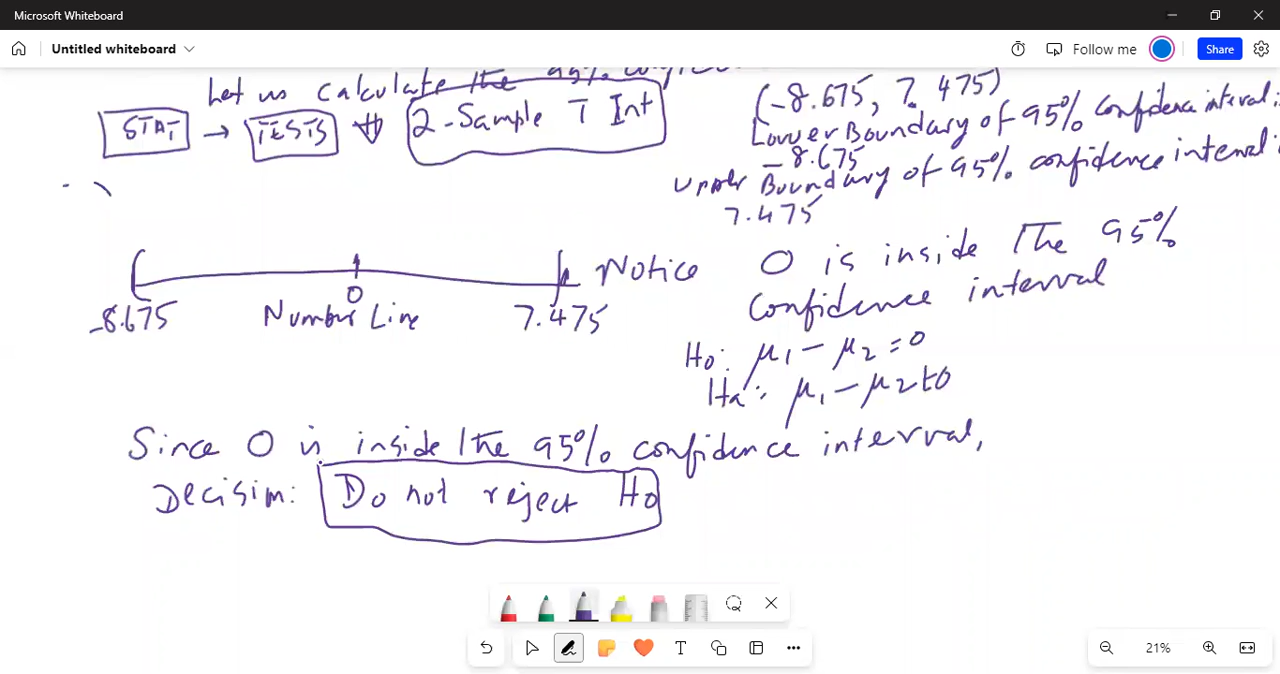 Microsoft Whiteboard
Untitled whiteboard
Follow me
Share
Let us calculate the 95%
STAT → TESTS 2-Sample T Int
(-8.675, 7.475)
Lower Boundary of 95% confidence interval:
-8.675
Upper Boundary of 95% confidence interval
7.475
-8.675 0 7.475
Number Line
Notice 0 is inside the 95%
confidence interval
Ho: μ1 - μ2 = 0
Ha: μ1 - μ2 ≠ 0
Since 0 is inside the 95% confidence interval,
Decision: Do not reject Ho
T
21%